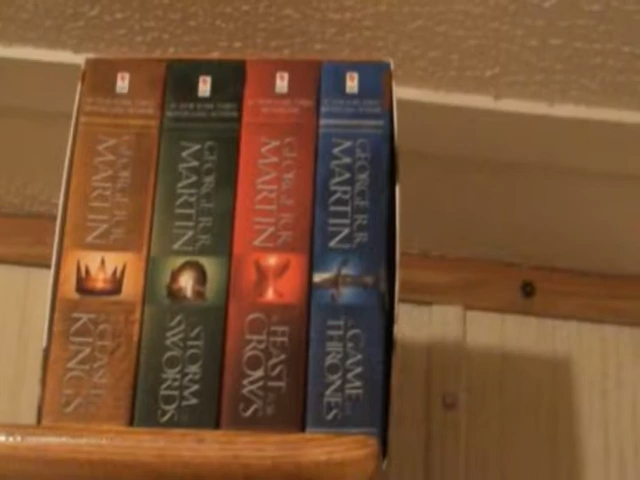 GEORGE R.R.
MARTIN
A CLASH OF
KINGS
GEORGE R.R.
MARTIN
A STORM OF
SWORDS
GEORGE R.R.
MARTIN
A FEAST FOR
CROWS
GEORGE R.R.
MARTIN
A GAME OF
THRONES